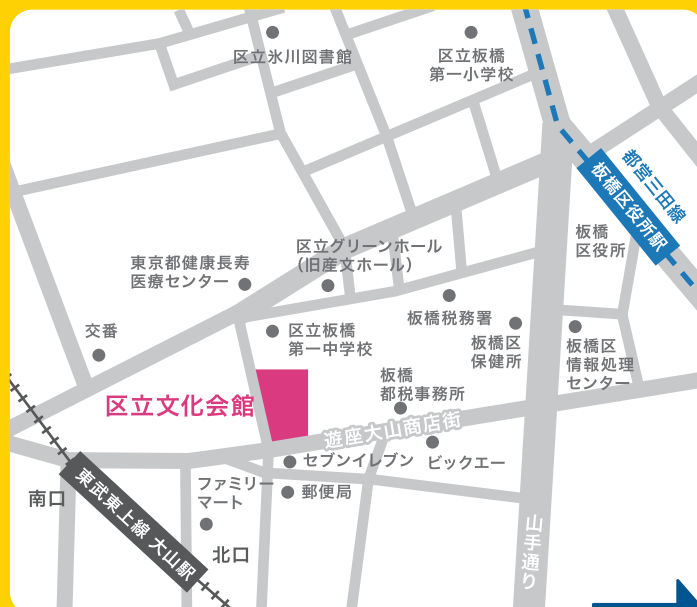 区立氷川図書館
区立板橋
第一小学校
都営三田線
板橋区役所駅
板橋
区役所
区立グリーンホール
（旧産文ホール）
東京都健康長寿
医療センター
交番
区立板橋
第一中学校
板橋税務署
板橋区
保健所
板橋区
情報処理
センター
板橋
都税事務所
区立文化会館
遊座大山商店街
セブンイレブン
ビックエー
ファミリー
マート
郵便局
南口
東武東上線 大山駅
北口
山手通り